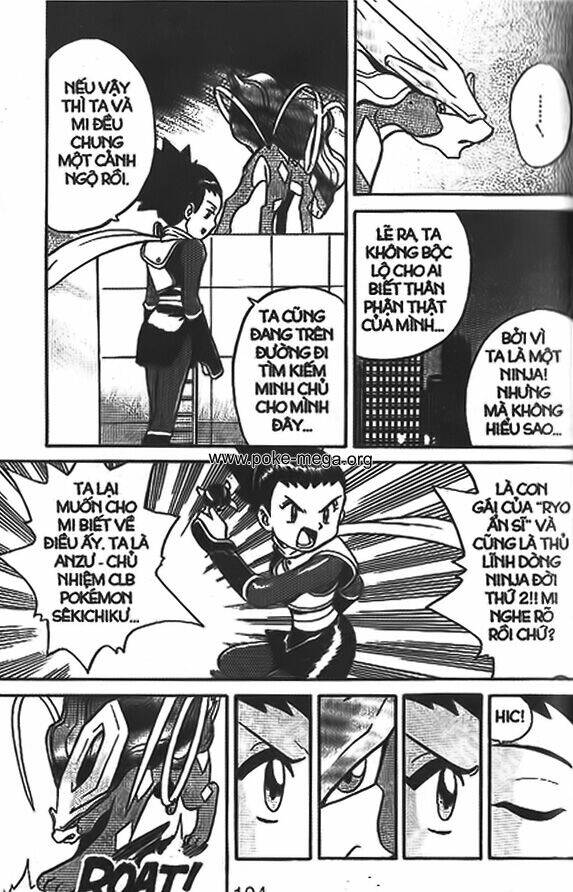 ............
NẾU VẬY
THÌ TA VÀ
MI ĐỀU
CHUNG
MỘT CẢNH
NGỘ RỒI.
TA CŨNG
ĐANG TRÊN
ĐƯỜNG ĐI
TÌM KIẾM
MINH CHỦ
CHO MÌNH
ĐÂY...
LẼ RA, TA
KHÔNG BỘC
LỘ CHO AI
BIẾT THÂN
PHẬN THẬT
CỦA MÌNH...
BỞI VÌ
TA LÀ MỘT
NINJA!
NHƯNG
MÀ KHÔNG
HIỂU SAO...
www.poke-mega.org
TA LẠI
MUỐN CHO
MI BIẾT VỀ
ĐIỀU ẤY. TA LÀ
ANZƯ - CHỦ
NHIỆM CLB
POKÉMON
SÊKICHIKƯ...
LÀ CON
GÁI CỦA "RYO
ẨN SĨ" VÀ
CŨNG LÀ THỦ
LĨNH DÒNG
NINJA ĐỜI
THỨ 2!! MI
NGHE RÕ
RỒI CHỨ?
HIC!
ROAT!
104